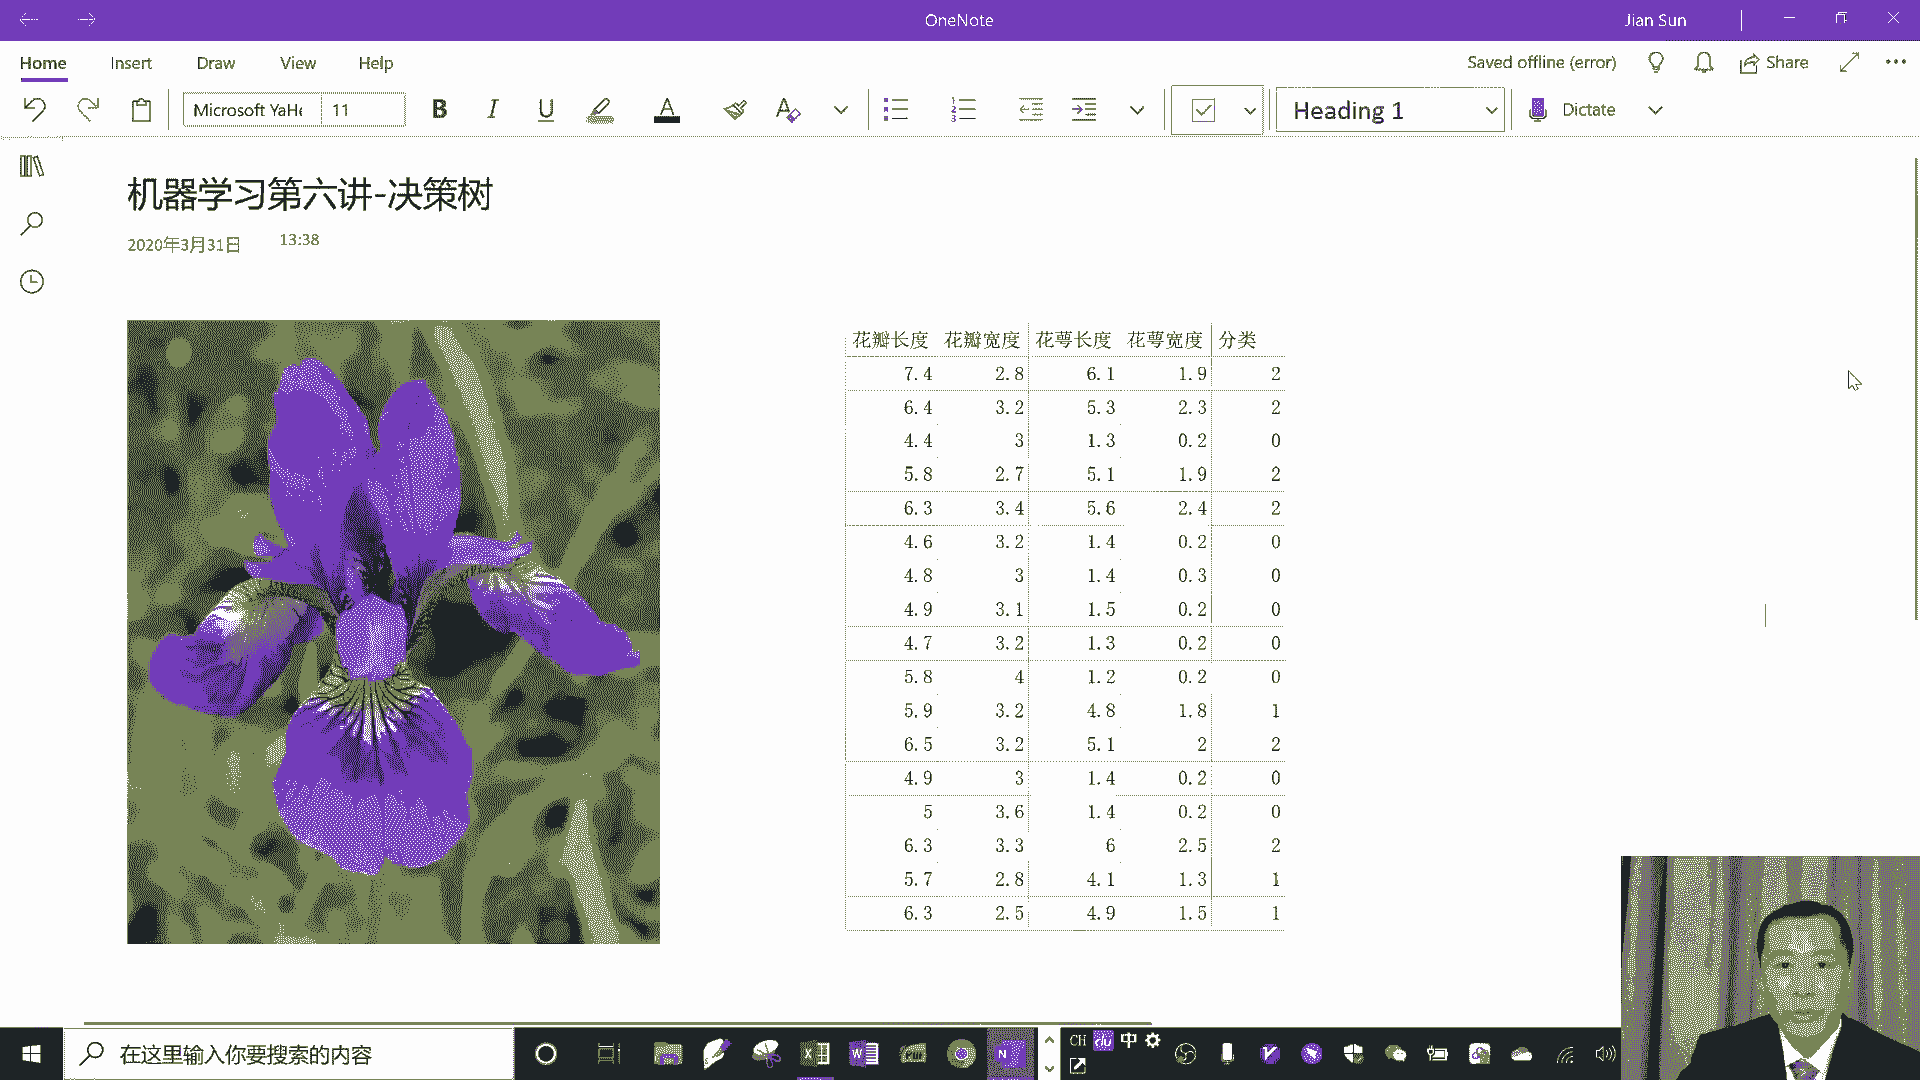 OneNote
Jian Sun
Home Insert Draw View Help
Saved offline (error)
Share
Microsoft YaHe 11 B I U A
Heading 1
Dictate
机器学习第六讲-决策树
2020年3月31日 13:38
花瓣长度 花瓣宽度 花萼长度 花萼宽度 分类
7.4 2.8 6.1 1.9 2
6.4 3.2 5.3 2.3 2
4.4 3 1.3 0.2 0
5.8 2.7 5.1 1.9 2
6.3 3.4 5.6 2.4 2
4.6 3.2 1.4 0.2 0
4.8 3 1.4 0.3 0
4.9 3.1 1.5 0.2 0
4.7 3.2 1.3 0.2 0
5.8 4 1.2 0.2 0
5.9 3.2 4.8 1.8 1
6.5 3.2 5.1 2 2
4.9 3 1.4 0.2 0
5 3.6 1.4 0.2 0
6.3 3.3 6 2.5 2
5.7 2.8 4.1 1.3 1
6.3 2.5 4.9 1.5 1
在这里输入你要搜索的内容
CH du 中